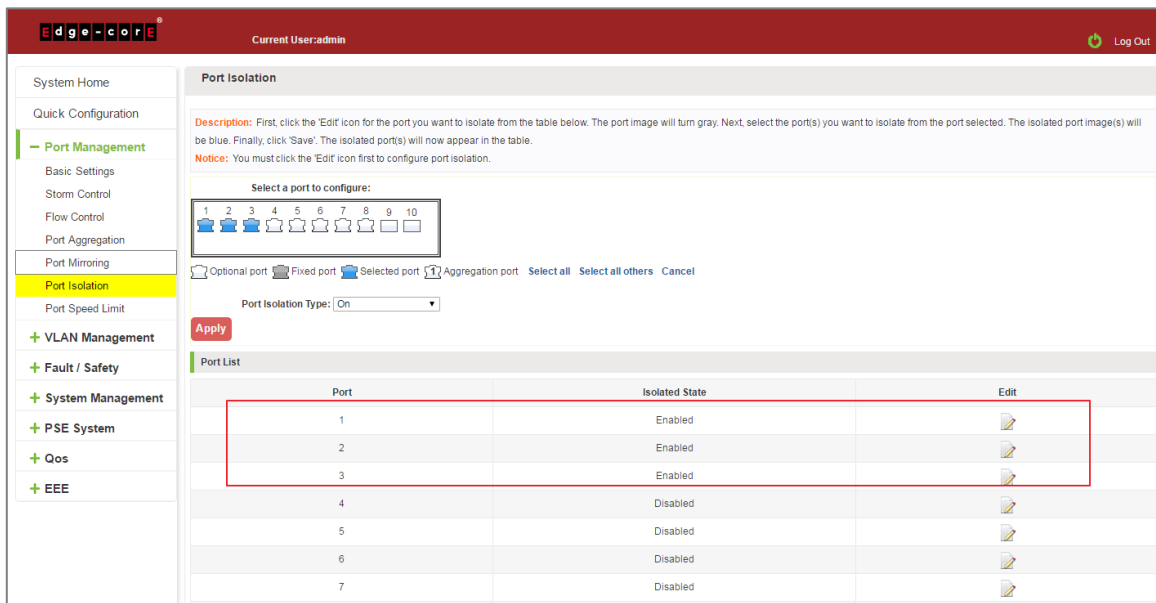 Edge-corE®
Current User:admin
Log Out
System Home
Quick Configuration
− Port Management
Basic Settings
Storm Control
Flow Control
Port Aggregation
Port Mirroring
Port Isolation
Port Speed Limit
+ VLAN Management
+ Fault / Safety
+ System Management
+ PSE System
+ Qos
+ EEE
Port Isolation
Description: First, click the 'Edit' icon for the port you want to isolate from the table below. The port image will turn gray. Next, select the port(s) you want to isolate from the port selected. The isolated port image(s) will
be blue. Finally, click 'Save'. The isolated port(s) will now appear in the table.
Notice: You must click the 'Edit' icon first to configure port isolation.
Select a port to configure:
1 2 3 4 5 6 7 8 9 10
Optional port Fixed port Selected port 1 Aggregation port Select all Select all others Cancel
Port Isolation Type: On
Apply
Port List
Port Isolated State Edit
1 Enabled
2 Enabled
3 Enabled
4 Disabled
5 Disabled
6 Disabled
7 Disabled